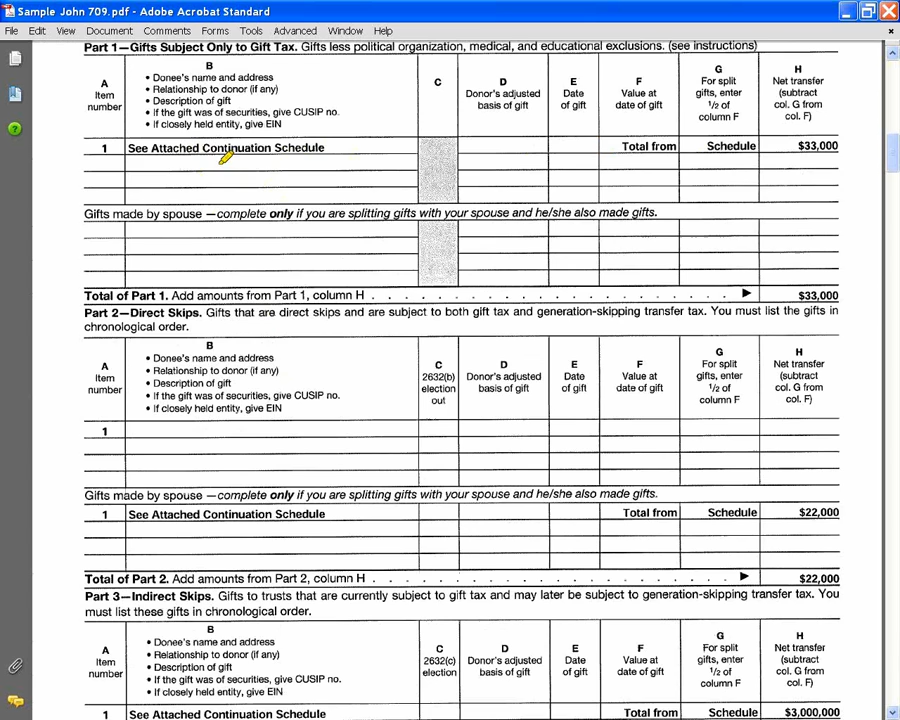 Sample John 709.pdf - Adobe Acrobat Standard
File Edit View Document Comments Forms Tools Advanced Window Help
Part 1—Gifts Subject Only to Gift Tax. Gifts less political organization, medical, and educational exclusions. (see instructions)
A
Item
number
B
• Donee's name and address
• Relationship to donor (if any)
• Description of gift
• If the gift was of securities, give CUSIP no.
• If closely held entity, give EIN
C
D
Donor's adjusted
basis of gift
E
Date
of gift
F
Value at
date of gift
G
For split
gifts, enter
1/2 of
column F
H
Net transfer
(subtract
col. G from
col. F)
1 See Attached Continuation Schedule Total from Schedule $33,000
Gifts made by spouse —complete only if you are splitting gifts with your spouse and he/she also made gifts.
Total of Part 1. Add amounts from Part 1, column H . . . . . . . . . . . . . . . . . . ▶ $33,000
Part 2—Direct Skips. Gifts that are direct skips and are subject to both gift tax and generation-skipping transfer tax. You must list the gifts in
chronological order.
A
Item
number
B
• Donee's name and address
• Relationship to donor (if any)
• Description of gift
• If the gift was of securities, give CUSIP no.
• If closely held entity, give EIN
C
2632(b)
election
out
D
Donor's adjusted
basis of gift
E
Date
of gift
F
Value at
date of gift
G
For split
gifts, enter
1/2 of
column F
H
Net transfer
(subtract
col. G from
col. F)
1
Gifts made by spouse —complete only if you are splitting gifts with your spouse and he/she also made gifts.
1 See Attached Continuation Schedule Total from Schedule $22,000
Total of Part 2. Add amounts from Part 2, column H . . . . . . . . . . . . . . . . . . ▶ $22,000
Part 3—Indirect Skips. Gifts to trusts that are currently subject to gift tax and may later be subject to generation-skipping transfer tax. You
must list these gifts in chronological order.
A
Item
number
B
• Donee's name and address
• Relationship to donor (if any)
• Description of gift
• If the gift was of securities, give CUSIP no.
• If closely held entity, give EIN
C
2632(c)
election
D
Donor's adjusted
basis of gift
E
Date
of gift
F
Value at
date of gift
G
For split
gifts, enter
1/2 of
column F
H
Net transfer
(subtract
col. G from
col. F)
1 See Attached Continuation Schedule Total from Schedule $3,000,000